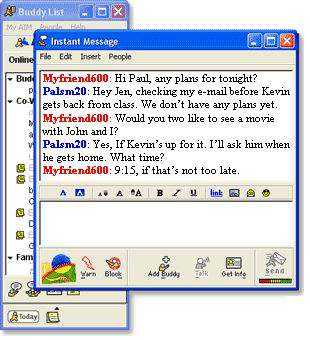 Buddy List
My AIM People Help
Online
Buddies
Co-W
Fam
Today
Instant Message
File Edit Insert People
Myfriend600: Hi Paul, any plans for tonight?
Palsm20: Hey Jen, checking my e-mail before Kevin
gets back from class. We don't have any plans yet.
Myfriend600: Would you two like to see a movie
with John and I?
Palsm20: Yes, If Kevin's up for it. I'll ask him when
he gets home. What time?
Myfriend600: 9:15, if that's not too late.
A A A A A B I U link
Warn Block Add Buddy Talk Get Info Send